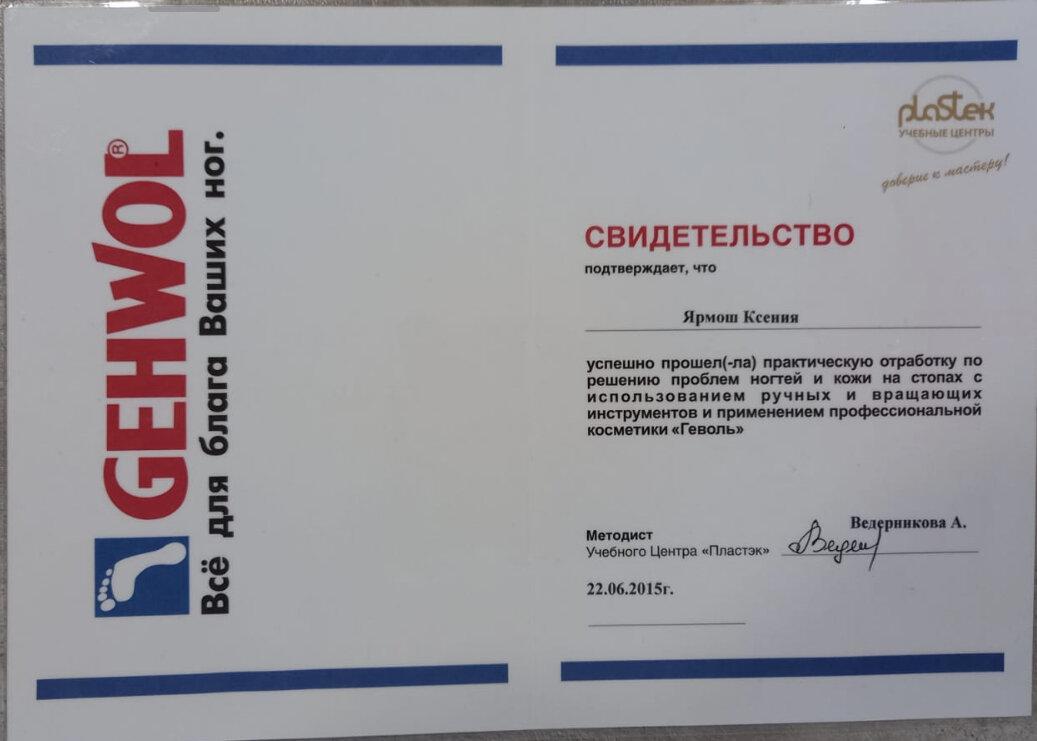 GEHWOL®
Всё для блага Ваших ног.
plastek
УЧЕБНЫЕ ЦЕНТРЫ
доверие к мастеру!
СВИДЕТЕЛЬСТВО
подтверждает, что
Ярмош Ксения
успешно прошел(-ла) практическую отработку по
решению проблем ногтей и кожи на стопах с
использованием ручных и вращающих
инструментов и применением профессиональной
косметики «Геволь»
Ведерникова А.
Методист
Учебного Центра «Пластэк»
22.06.2015г.